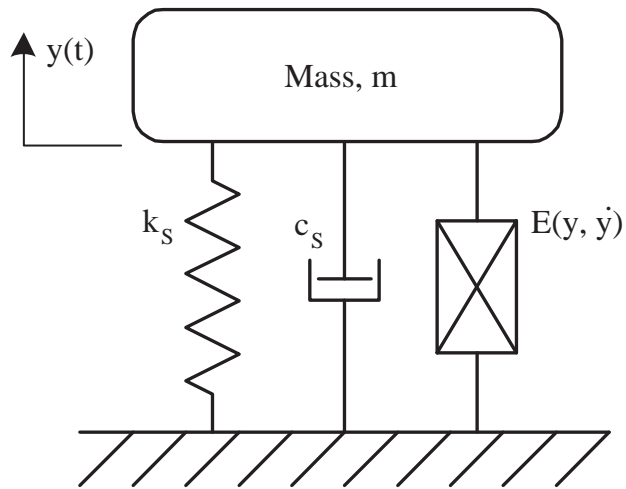 y(t)
Mass, m
k_S
c_S
E(y, ẏ)